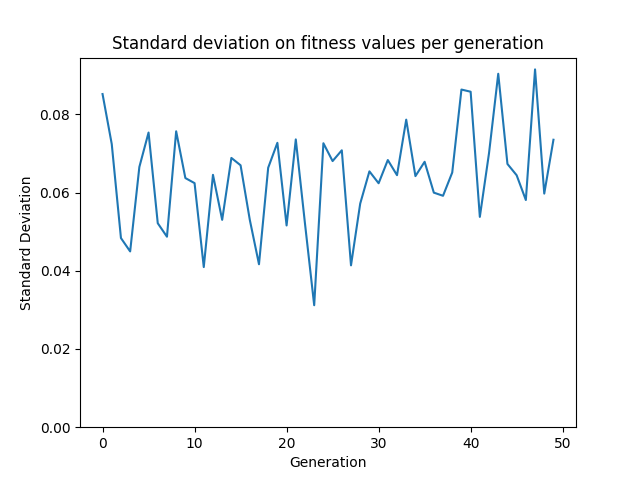 Standard deviation on fitness values per generation
0.08
0.06
0.04
0.02
0.00
Standard Deviation
0 10 20 30 40 50
Generation